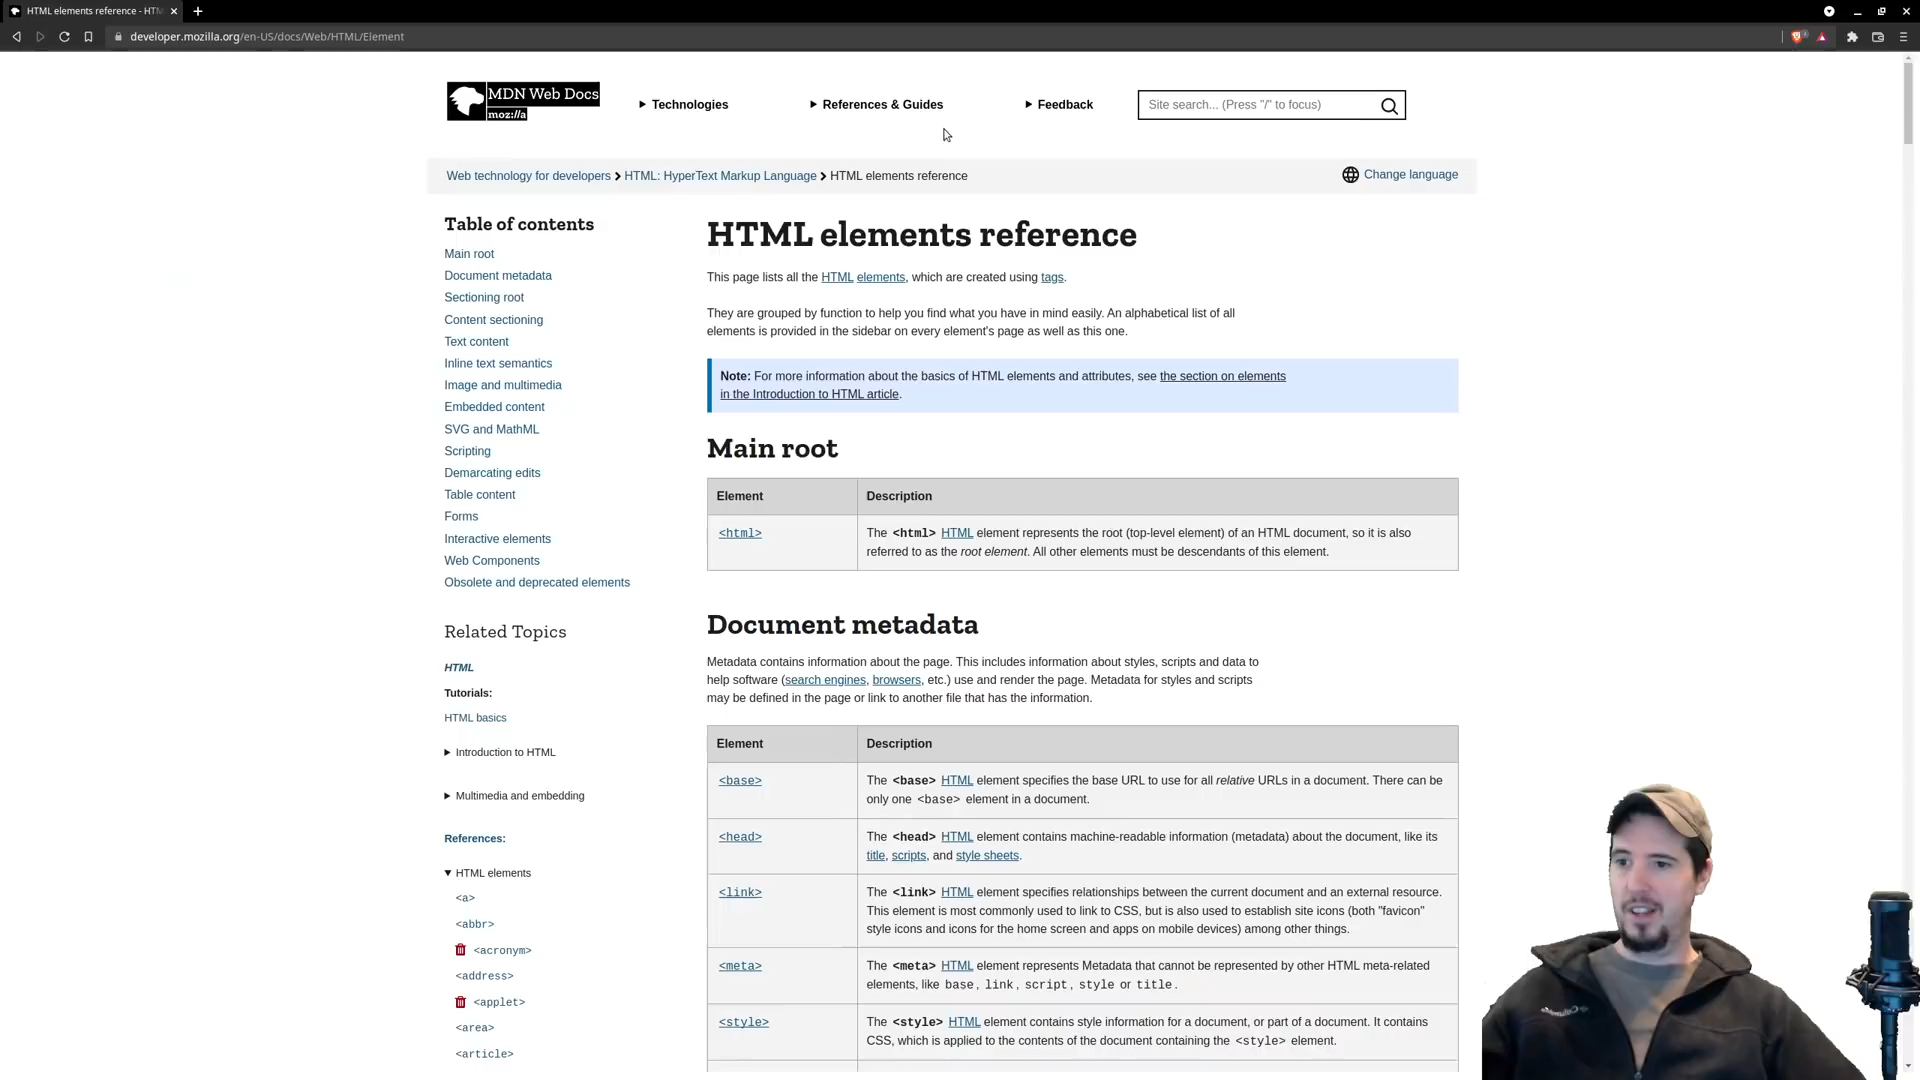 HTML elements reference - HTM
developer.mozilla.org/en-US/docs/Web/HTML/Element
MDN Web Docs
moz://a
Technologies
References & Guides
Feedback
Site search... (Press "/" to focus)
Web technology for developers
HTML: HyperText Markup Language
HTML elements reference
Change language
Table of contents
Main root
Document metadata
Sectioning root
Content sectioning
Text content
Inline text semantics
Image and multimedia
Embedded content
SVG and MathML
Scripting
Demarcating edits
Table content
Forms
Interactive elements
Web Components
Obsolete and deprecated elements
Related Topics
HTML
Tutorials:
HTML basics
Introduction to HTML
Multimedia and embedding
References:
HTML elements
<a>
<abbr>
<acronym>
<address>
<applet>
<area>
<article>
HTML elements reference
This page lists all the HTML elements, which are created using tags.
They are grouped by function to help you find what you have in mind easily. An alphabetical list of all
elements is provided in the sidebar on every element's page as well as this one.
Note: For more information about the basics of HTML elements and attributes, see the section on elements
in the Introduction to HTML article.
Main root
Element Description
<html> The <html> HTML element represents the root (top-level element) of an HTML document, so it is also
referred to as the root element. All other elements must be descendants of this element.
Document metadata
Metadata contains information about the page. This includes information about styles, scripts and data to
help software (search engines, browsers, etc.) use and render the page. Metadata for styles and scripts
may be defined in the page or link to another file that has the information.
Element Description
<base> The <base> HTML element specifies the base URL to use for all relative URLs in a document. There can be
only one <base> element in a document.
<head> The <head> HTML element contains machine-readable information (metadata) about the document, like its
title, scripts, and style sheets.
<link> The <link> HTML element specifies relationships between the current document and an external resource.
This element is most commonly used to link to CSS, but is also used to establish site icons (both "favicon"
style icons and icons for the home screen and apps on mobile devices) among other things.
<meta> The <meta> HTML element represents Metadata that cannot be represented by other HTML meta-related
elements, like base, link, script, style or title.
<style> The <style> HTML element contains style information for a document, or part of a document. It contains
CSS, which is applied to the contents of the document containing the <style> element.